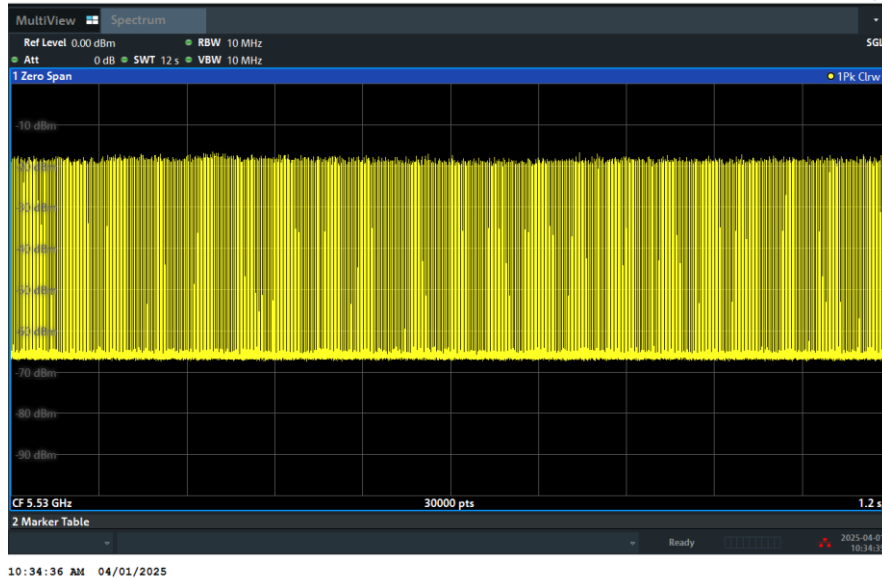 MultiView Spectrum
Ref Level 0.00 dBm RBW 10 MHz SGL
Att 0 dB SWT 12 s VBW 10 MHz
1 Zero Span 1Pk Clrw
-10 dBm
-70 dBm
-80 dBm
-90 dBm
CF 5.53 GHz 30000 pts 1.2 s
2 Marker Table
Ready
10:34:36 AM 04/01/2025